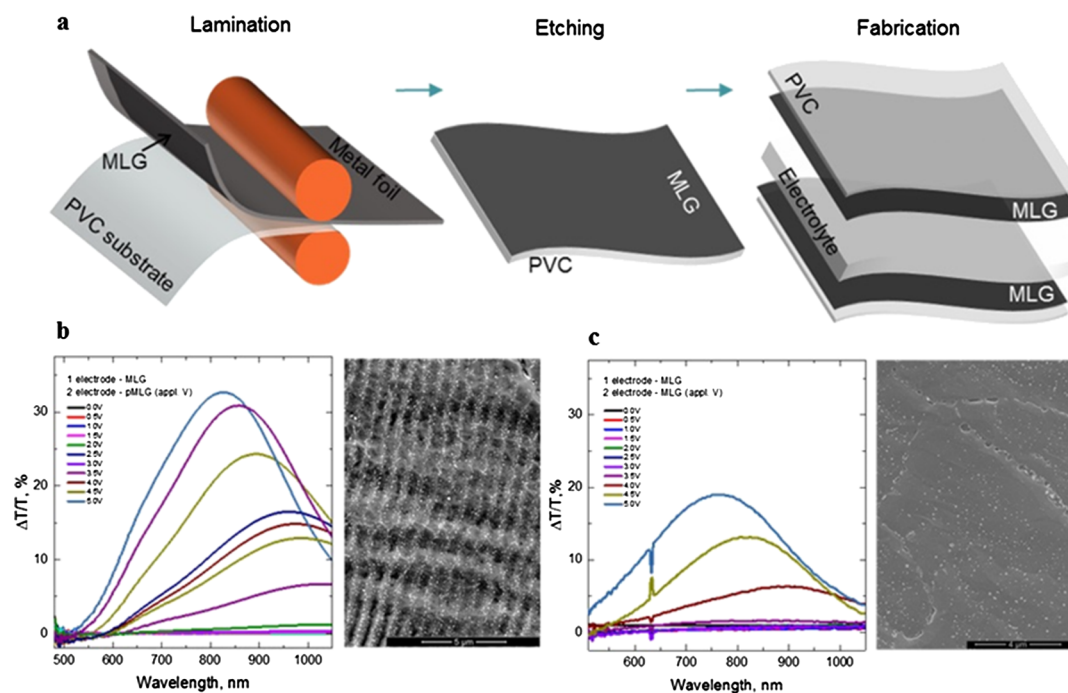 a
Lamination
Etching
Fabrication
MLG
Metal foil
PVC substrate
MLG
PVC
PVC
MLG
Electrolyte
MLG
b
1 electrode - MLG
2 electrode - pMLG (appl. V)
0.0V
0.5V
1.0V
1.5V
2.0V
2.5V
3.0V
3.5V
4.0V
4.5V
5.0V
ΔT/T, %
30
20
10
0
500 600 700 800 900 1000
Wavelength, nm
5 µm
c
1 electrode - MLG
2 electrode - MLG (appl. V)
0.0V
0.5V
1.0V
1.5V
2.0V
2.5V
3.0V
3.5V
4.0V
4.5V
5.0V
ΔT/T, %
30
20
10
0
600 700 800 900 1000
Wavelength, nm